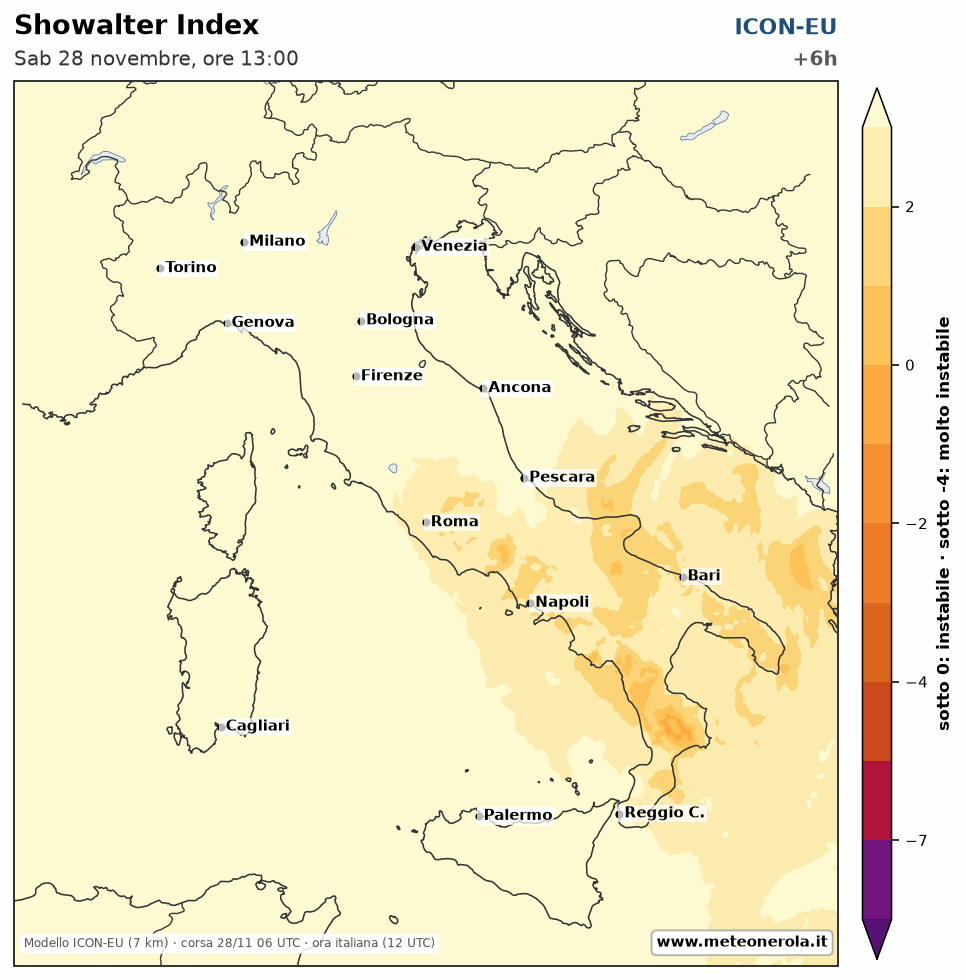 Showalter Index
ICON-EU
Sab 28 novembre, ore 13:00
+6h
Milano
Venezia
Torino
Genova
Bologna
Firenze
Ancona
Pescara
Roma
Bari
Napoli
Cagliari
Palermo
Reggio C.
2
0
−2
−4
−7
sotto 0: instabile · sotto -4: molto instabile
Modello ICON-EU (7 km) · corsa 28/11 06 UTC · ora italiana (12 UTC)
www.meteonerola.it